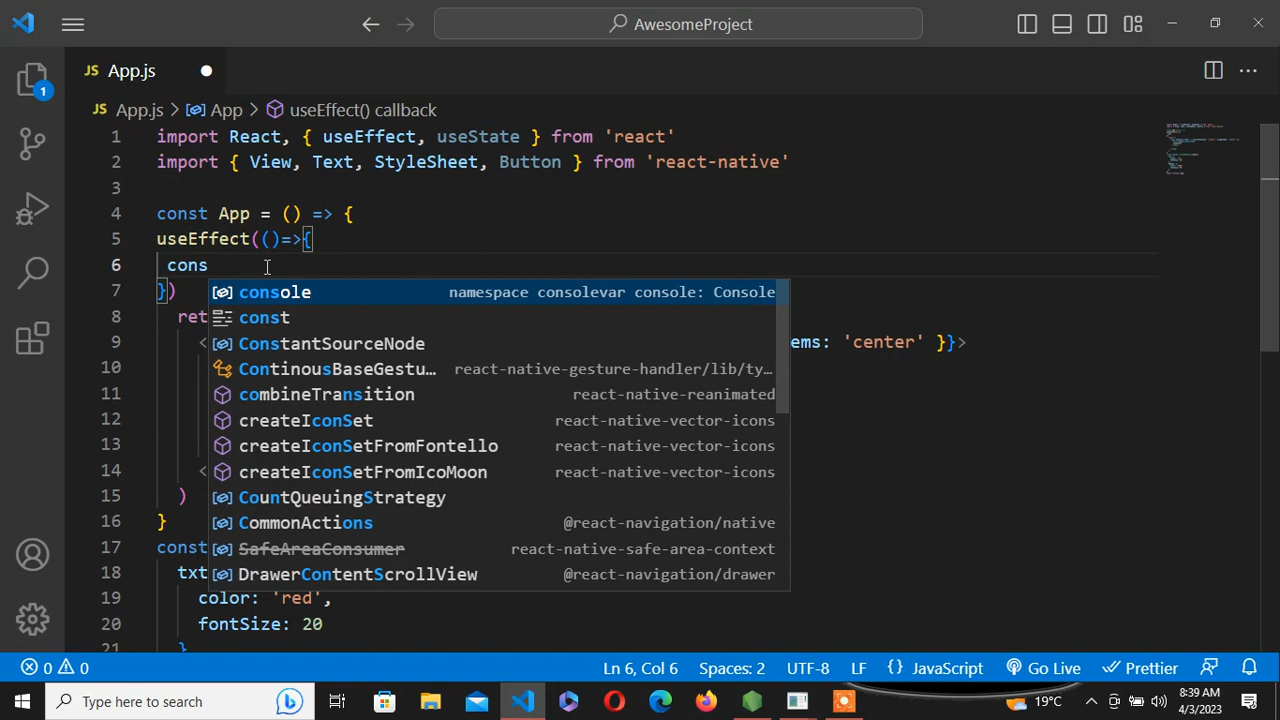 AwesomeProject
JS App.js
1
JS App.js > App > useEffect() callback
1 import React, { useEffect, useState } from 'react'
2 import { View, Text, StyleSheet, Button } from 'react-native'
3
4 const App = () => {
5 useEffect(()=>{
6 cons
console namespace consolevar console: Console
7 })
8 ret
const
9 < ems: 'center' }}>
ConstantSourceNode
10
ContinousBaseGestu… react-native-gesture-handler/lib/ty…
11
combineTransition react-native-reanimated
12
createIconSet react-native-vector-icons
13
createIconSetFromFontello react-native-vector-icons
14 <
createIconSetFromIcoMoon react-native-vector-icons
15 )
CountQueuingStrategy
16 }
CommonActions @react-navigation/native
17 const
SafeAreaConsumer react-native-safe-area-context
18 txt
DrawerContentScrollView @react-navigation/drawer
19 color: 'red',
20 fontSize: 20
21 }
0 0 Ln 6, Col 6 Spaces: 2 UTF-8 LF {} JavaScript Go Live Prettier
Type here to search 19°C 8:39 AM
4/3/2023